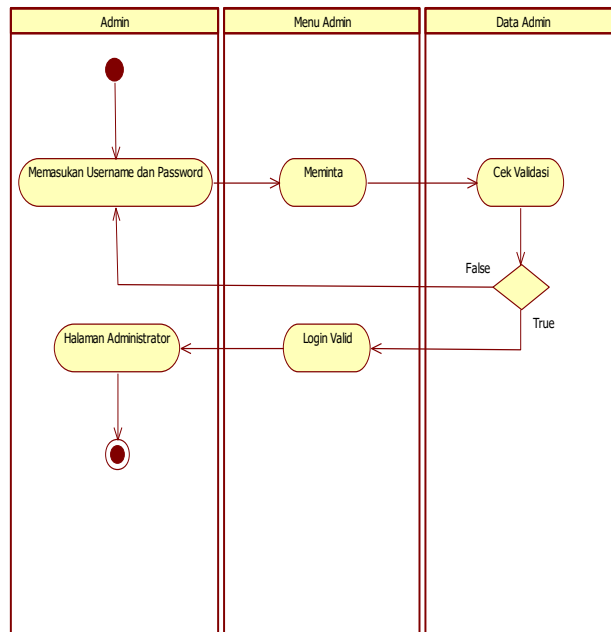 Admin
Menu Admin
Data Admin
Memasukan Username dan Password
Meminta
Cek Validasi
False
True
Halaman Administrator
Login Valid